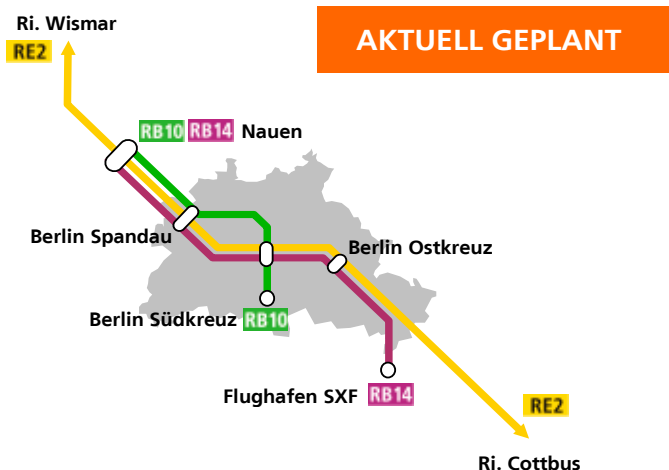 Ri. Wismar
RE2
AKTUELL GEPLANT
RB10 RB14 Nauen
Berlin Spandau
Berlin Ostkreuz
Berlin Südkreuz RB10
Flughafen SXF RB14
RE2
Ri. Cottbus